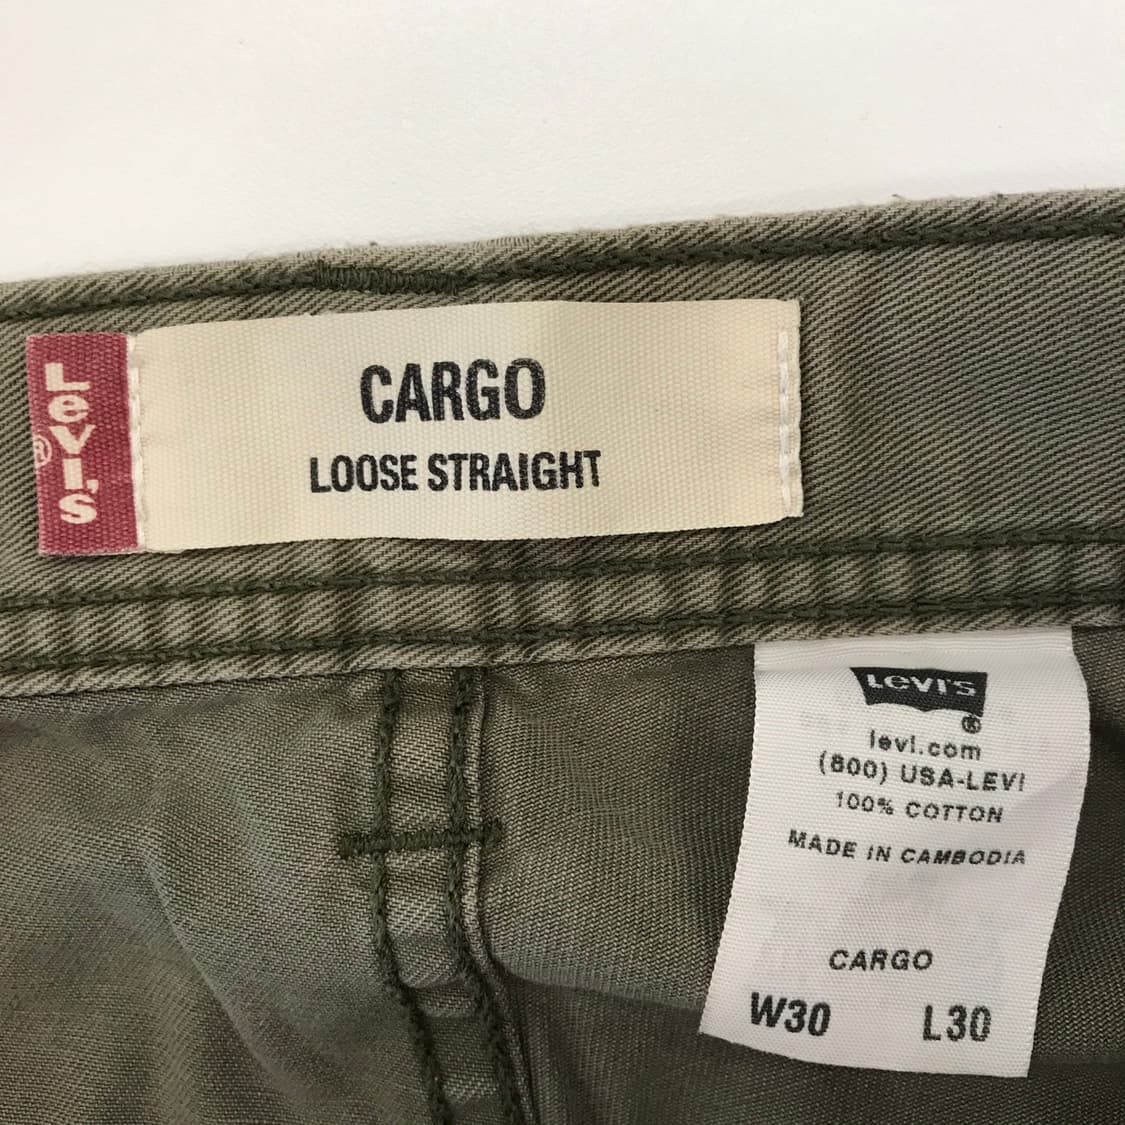 Levi's®
CARGO
LOOSE STRAIGHT
Levi's®
levi.com
(800) USA-LEVI
100% COTTON
MADE IN CAMBODIA
CARGO
W30 L30